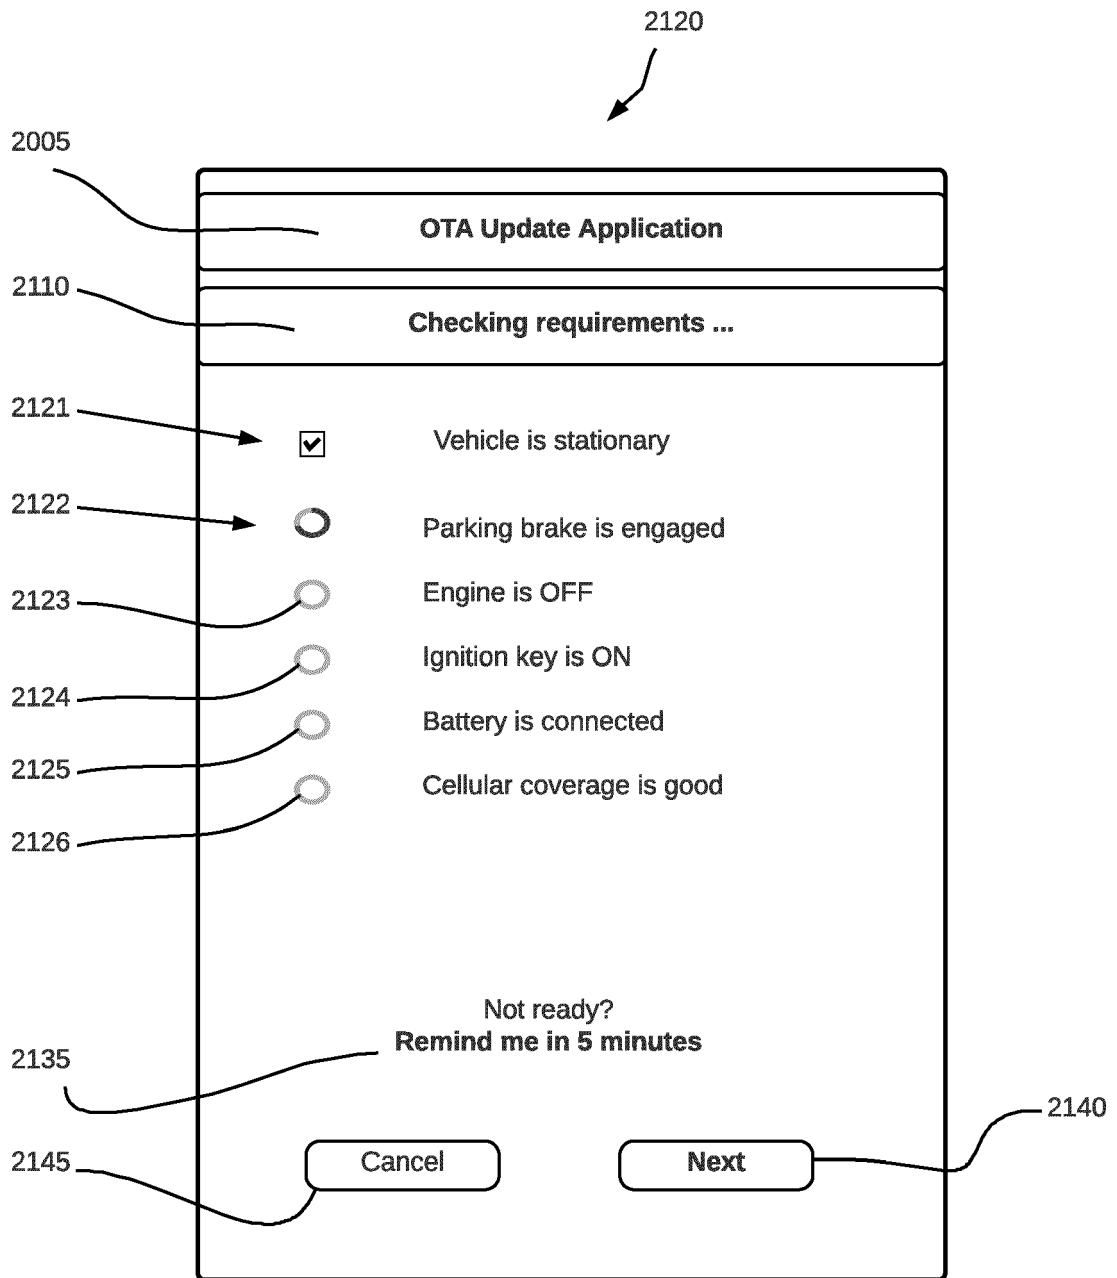 2120
2005
OTA Update Application
2110
Checking requirements ...
2121
Vehicle is stationary
2122
Parking brake is engaged
2123
Engine is OFF
2124
Ignition key is ON
2125
Battery is connected
2126
Cellular coverage is good
Not ready?
Remind me in 5 minutes
2135
2140
2145
Cancel
Next